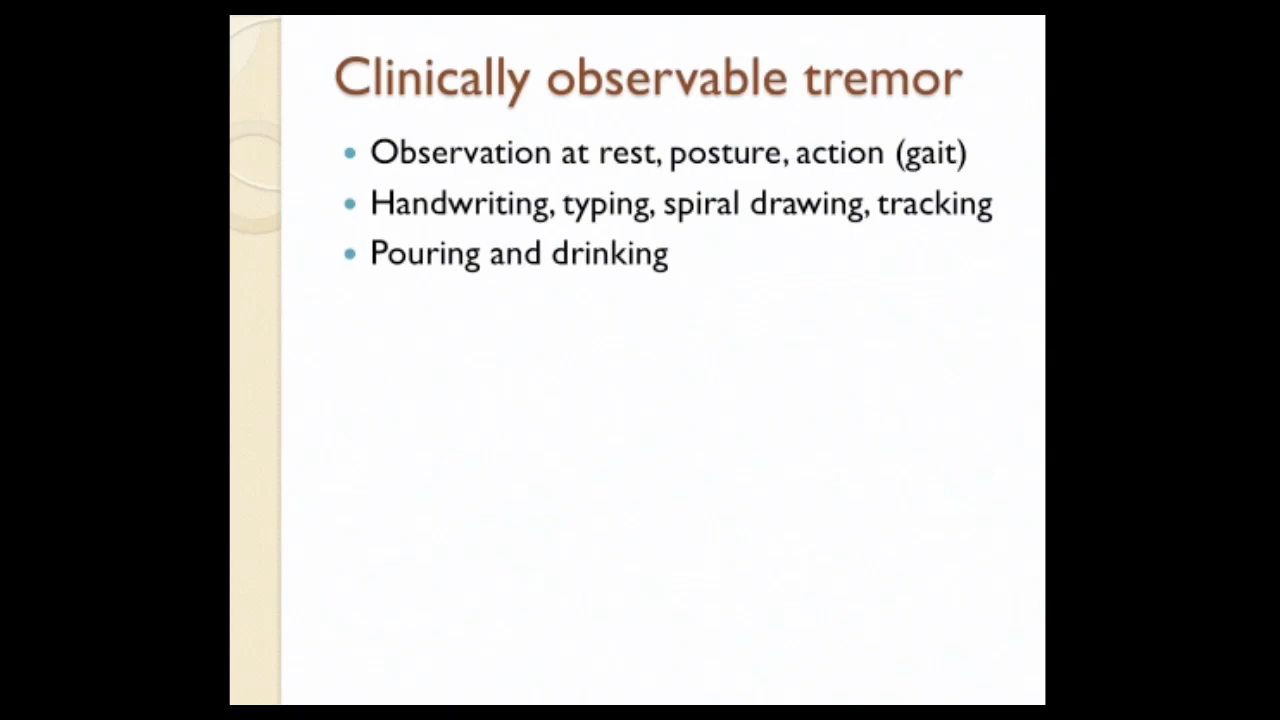 Clinically observable tremor
• Observation at rest, posture, action (gait)
• Handwriting, typing, spiral drawing, tracking
• Pouring and drinking